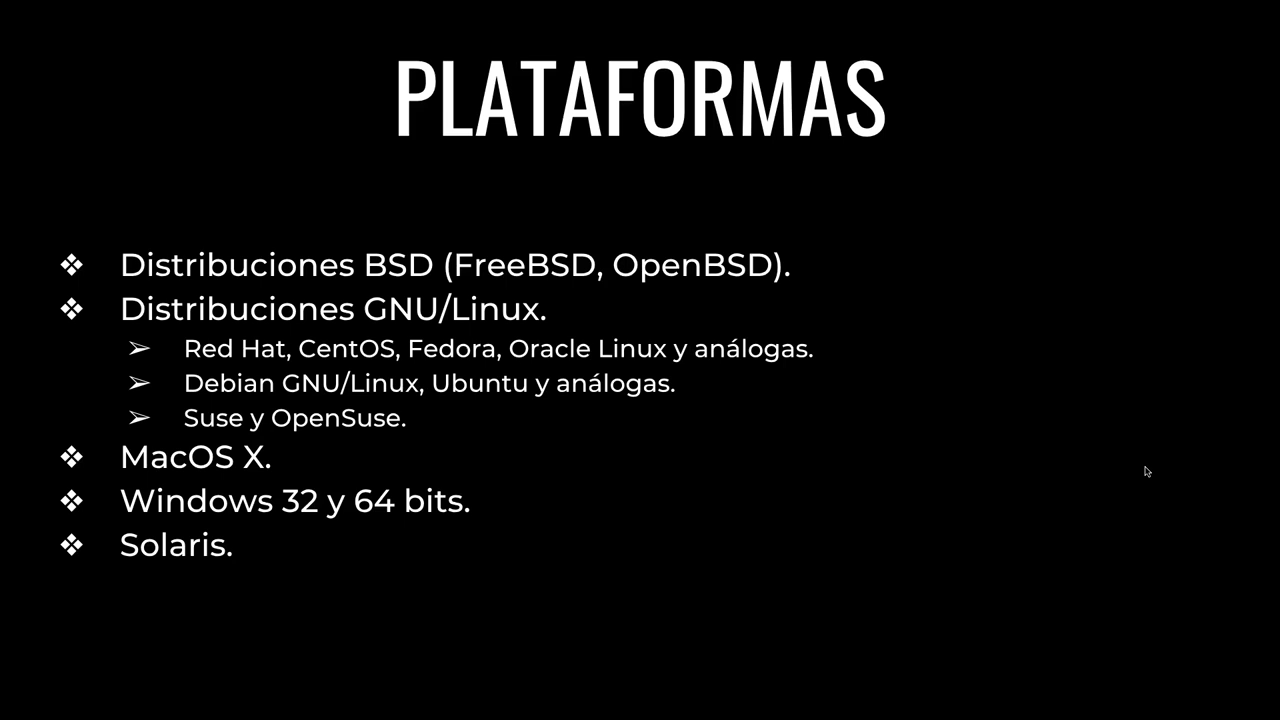 PLATAFORMAS
❖ Distribuciones BSD (FreeBSD, OpenBSD).
❖ Distribuciones GNU/Linux.
➢ Red Hat, CentOS, Fedora, Oracle Linux y análogas.
➢ Debian GNU/Linux, Ubuntu y análogas.
➢ Suse y OpenSuse.
❖ MacOS X.
❖ Windows 32 y 64 bits.
❖ Solaris.